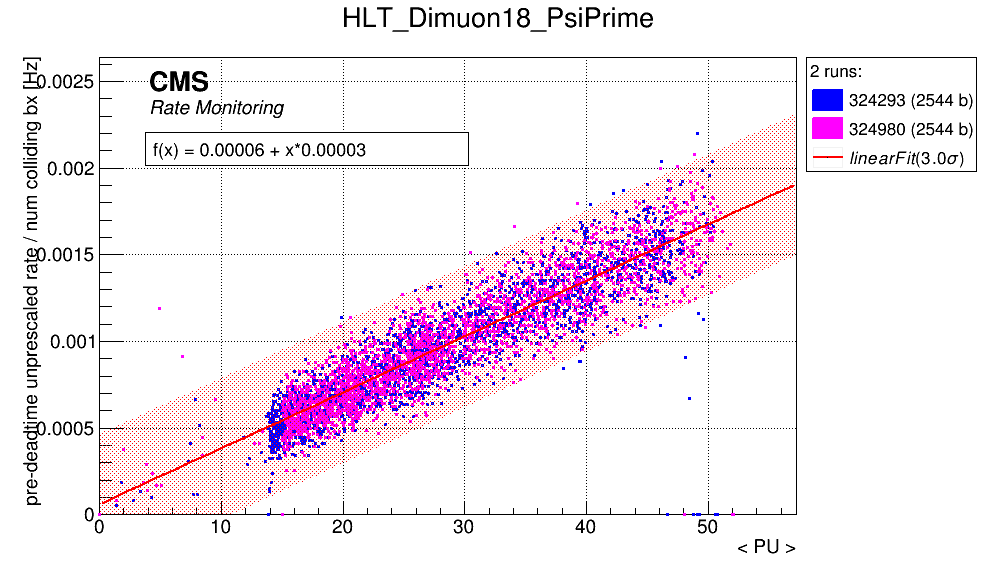 HLT_Dimuon18_PsiPrime
pre-deadtime unprescaled rate / num colliding bx [Hz]
0.0025
0.002
0.0015
0.001
0.0005
0
CMS
Rate Monitoring
f(x) = 0.00006 + x*0.00003
0 10 20 30 40 50
< PU >
2 runs:
324293 (2544 b)
324980 (2544 b)
linearFit(3.0σ)